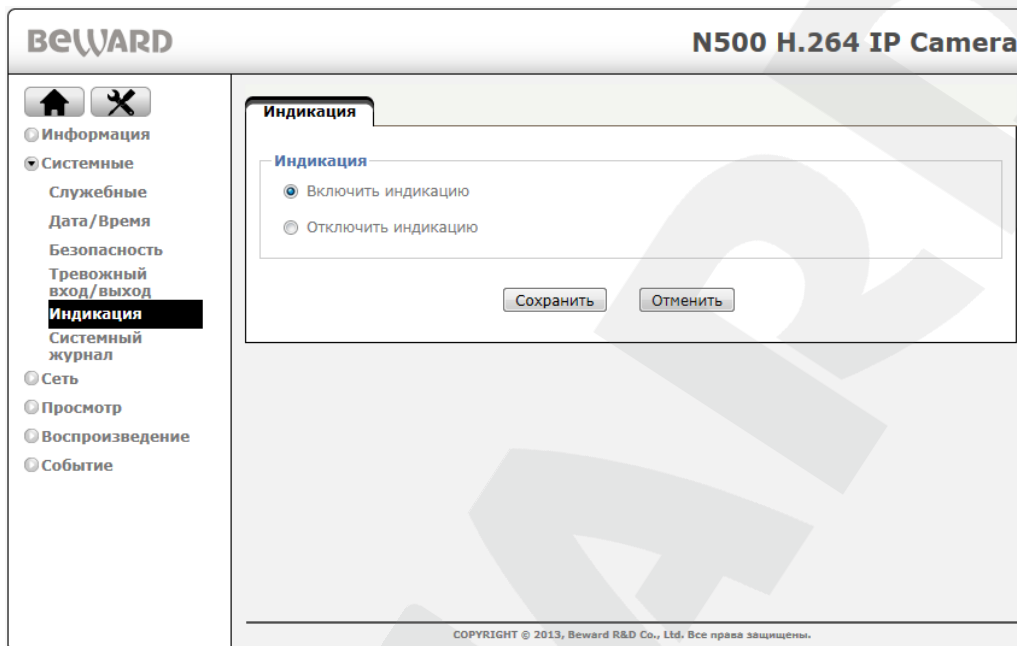 BEWARD
N500 H.264 IP Camera
Информация
Системные
Служебные
Дата/Время
Безопасность
Тревожный
вход/выход
Индикация
Системный
журнал
Сеть
Просмотр
Воспроизведение
Событие
Индикация
Индикация
Включить индикацию
Отключить индикацию
Сохранить
Отменить
COPYRIGHT © 2013, Beward R&D Co., Ltd. Все права защищены.